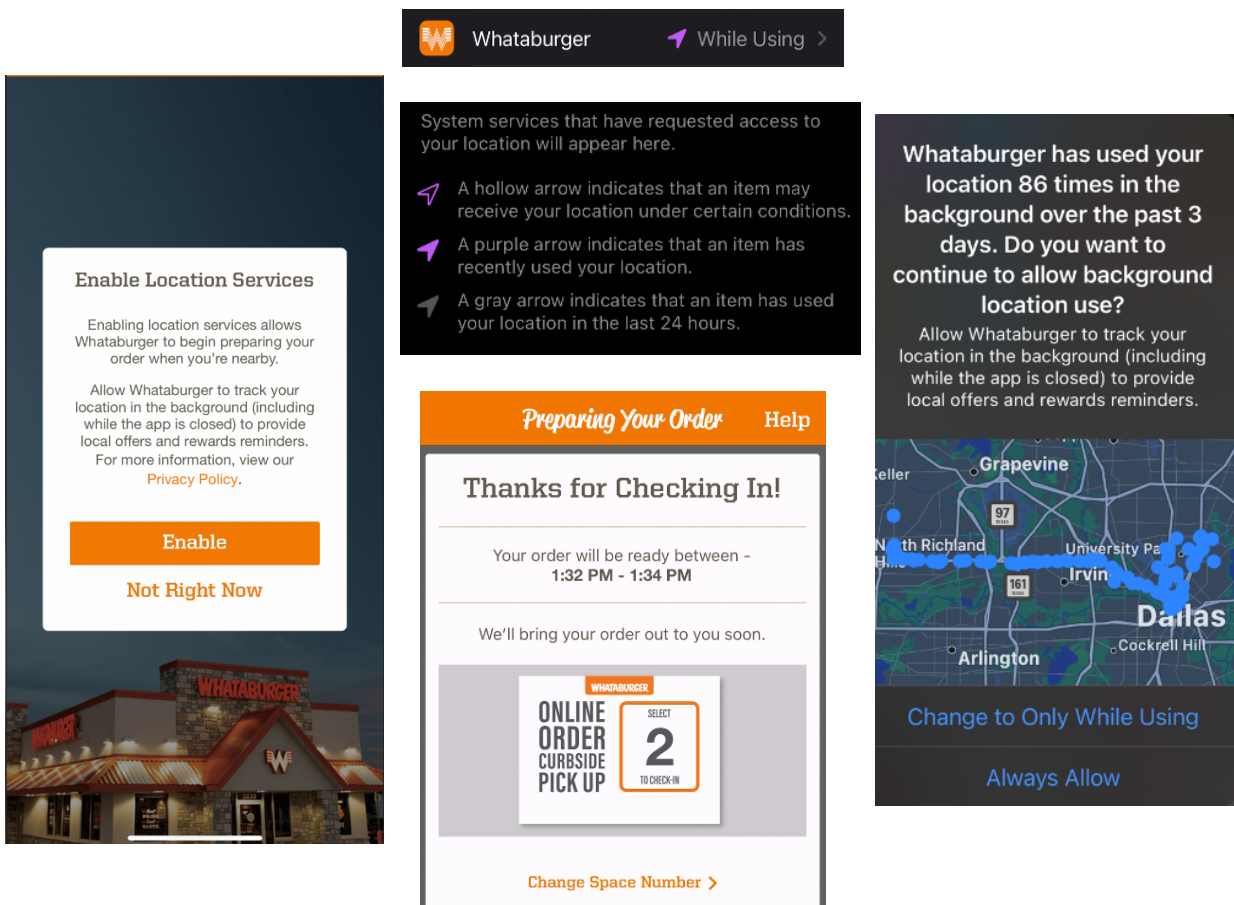 Whataburger
While Using
Enable Location Services
Enabling location services allows
Whataburger to begin preparing your
order when you're nearby.
Allow Whataburger to track your
location in the background (including
while the app is closed) to provide
local offers and rewards reminders.
For more information, view our
Privacy Policy.
Enable
Not Right Now
WHATABURGER
WHATABURGER
System services that have requested access to
your location will appear here.
A hollow arrow indicates that an item may
receive your location under certain conditions.
A purple arrow indicates that an item has
recently used your location.
A gray arrow indicates that an item has used
your location in the last 24 hours.
Preparing Your Order
Help
Thanks for Checking In!
Your order will be ready between -
1:32 PM - 1:34 PM
We'll bring your order out to you soon.
WHATABURGER
ONLINE
ORDER
CURBSIDE
PICK UP
SELECT
2
TO CHECK-IN
Change Space Number
Whataburger has used your
location 86 times in the
background over the past 3
days. Do you want to
continue to allow background
location use?
Allow Whataburger to track your
location in the background (including
while the app is closed) to provide
local offers and rewards reminders.
Grapevine
Keller
97
TEXAS
North Richland
Hills
University Pa
Irvin
161
TEXAS
Dallas
Cockrell Hill
Arlington
Change to Only While Using
Always Allow